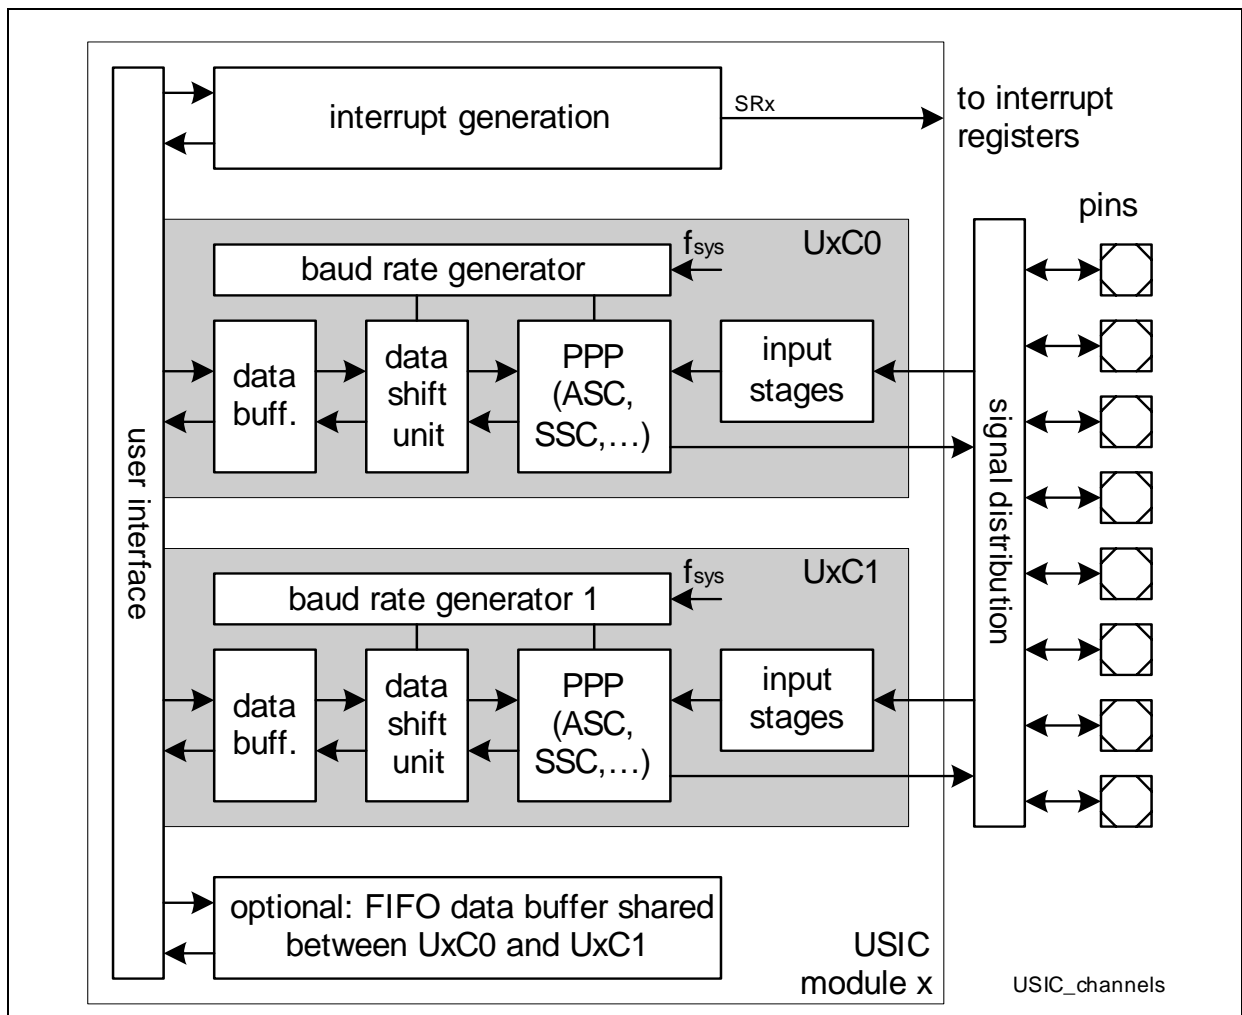 interrupt generation
SRx
to interrupt
registers
pins
user interface
fsys
UxC0
baud rate generator
data
buff.
data
shift
unit
PPP
(ASC,
SSC,…)
input
stages
signal distribution
fsys
UxC1
baud rate generator 1
data
buff.
data
shift
unit
PPP
(ASC,
SSC,…)
input
stages
optional: FIFO data buffer shared
between UxC0 and UxC1
USIC
module x
USIC_channels